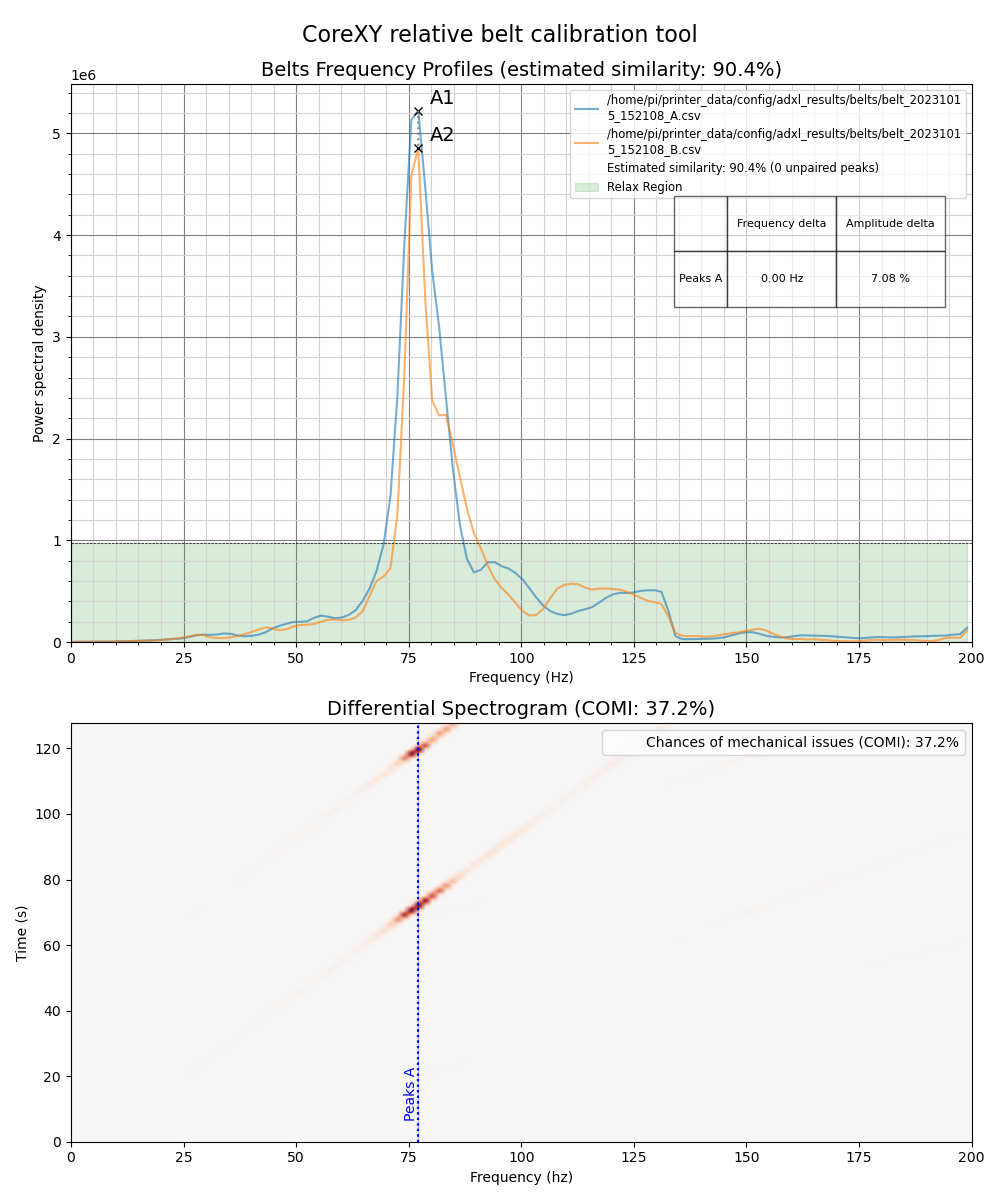 CoreXY relative belt calibration tool
Belts Frequency Profiles (estimated similarity: 90.4%)
1e6
A1
A2
/home/pi/printer_data/config/adxl_results/belts/belt_2023101
5_152108_A.csv
/home/pi/printer_data/config/adxl_results/belts/belt_2023101
5_152108_B.csv
Estimated similarity: 90.4% (0 unpaired peaks)
Relax Region
Frequency delta Amplitude delta
Peaks A 0.00 Hz 7.08 %
Power spectral density
5
4
3
2
1
0
0 25 50 75 100 125 150 175 200
Frequency (Hz)
Differential Spectrogram (COMI: 37.2%)
Chances of mechanical issues (COMI): 37.2%
Time (s)
120
100
80
60
40
20
0
Peaks A
0 25 50 75 100 125 150 175 200
Frequency (hz)